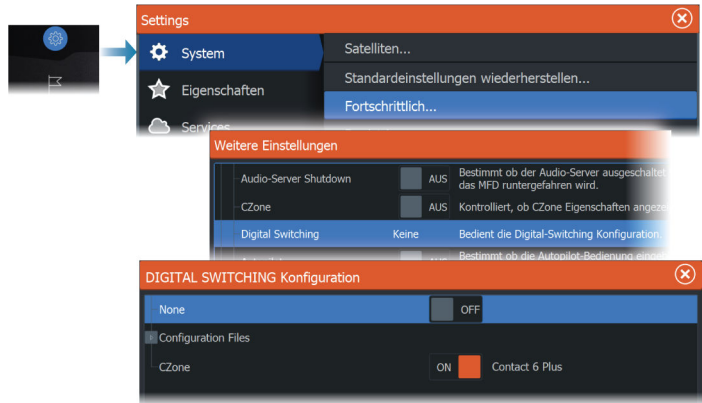 Settings
System
Satelliten...
Standardeinstellungen wiederherstellen...
Eigenschaften
Fortschrittlich...
Services
Weitere Einstellungen
Audio-Server Shutdown AUS Bestimmt ob der Audio-Server ausgeschaltet
das MFD runtergefahren wird.
CZone AUS Kontrolliert, ob CZone Eigenschaften
Digital Switching Keine Bedient die Digital-Switching Konfiguration.
AUS Bestimmt ob die Autopilot-Bedienung
DIGITAL SWITCHING Konfiguration
None OFF
Configuration Files
CZone ON Contact 6 Plus